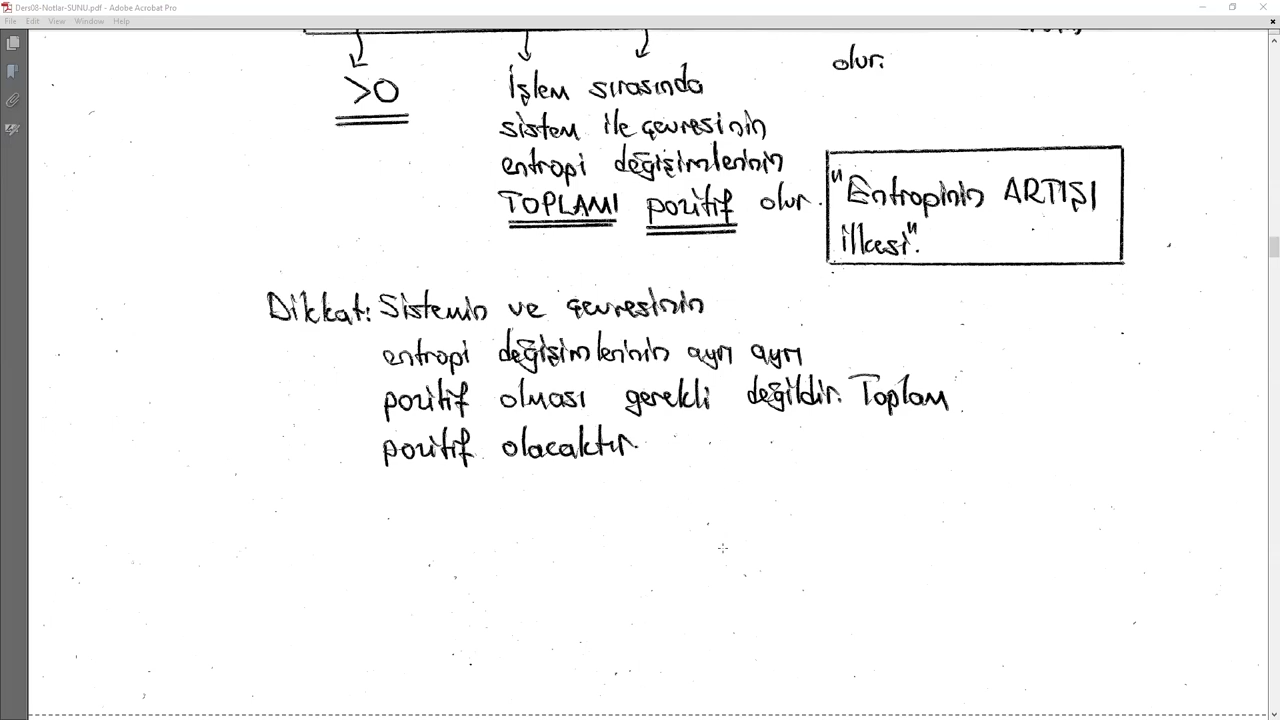 Ders08-Notlar-SUNU.pdf - Adobe Acrobat Pro
File Edit View Window Help
olur.
>0
İşlem sırasında
sistem ile çevresinin
entropi değişimlerinin
TOPLAMI pozitif olur.
"Entropinin ARTIŞI
ilkesi".
Dikkat: Sistemin ve çevresinin
entropi değişimlerinin ayrı ayrı
pozitif olması gerekli değildir. Toplam
pozitif olacaktır.